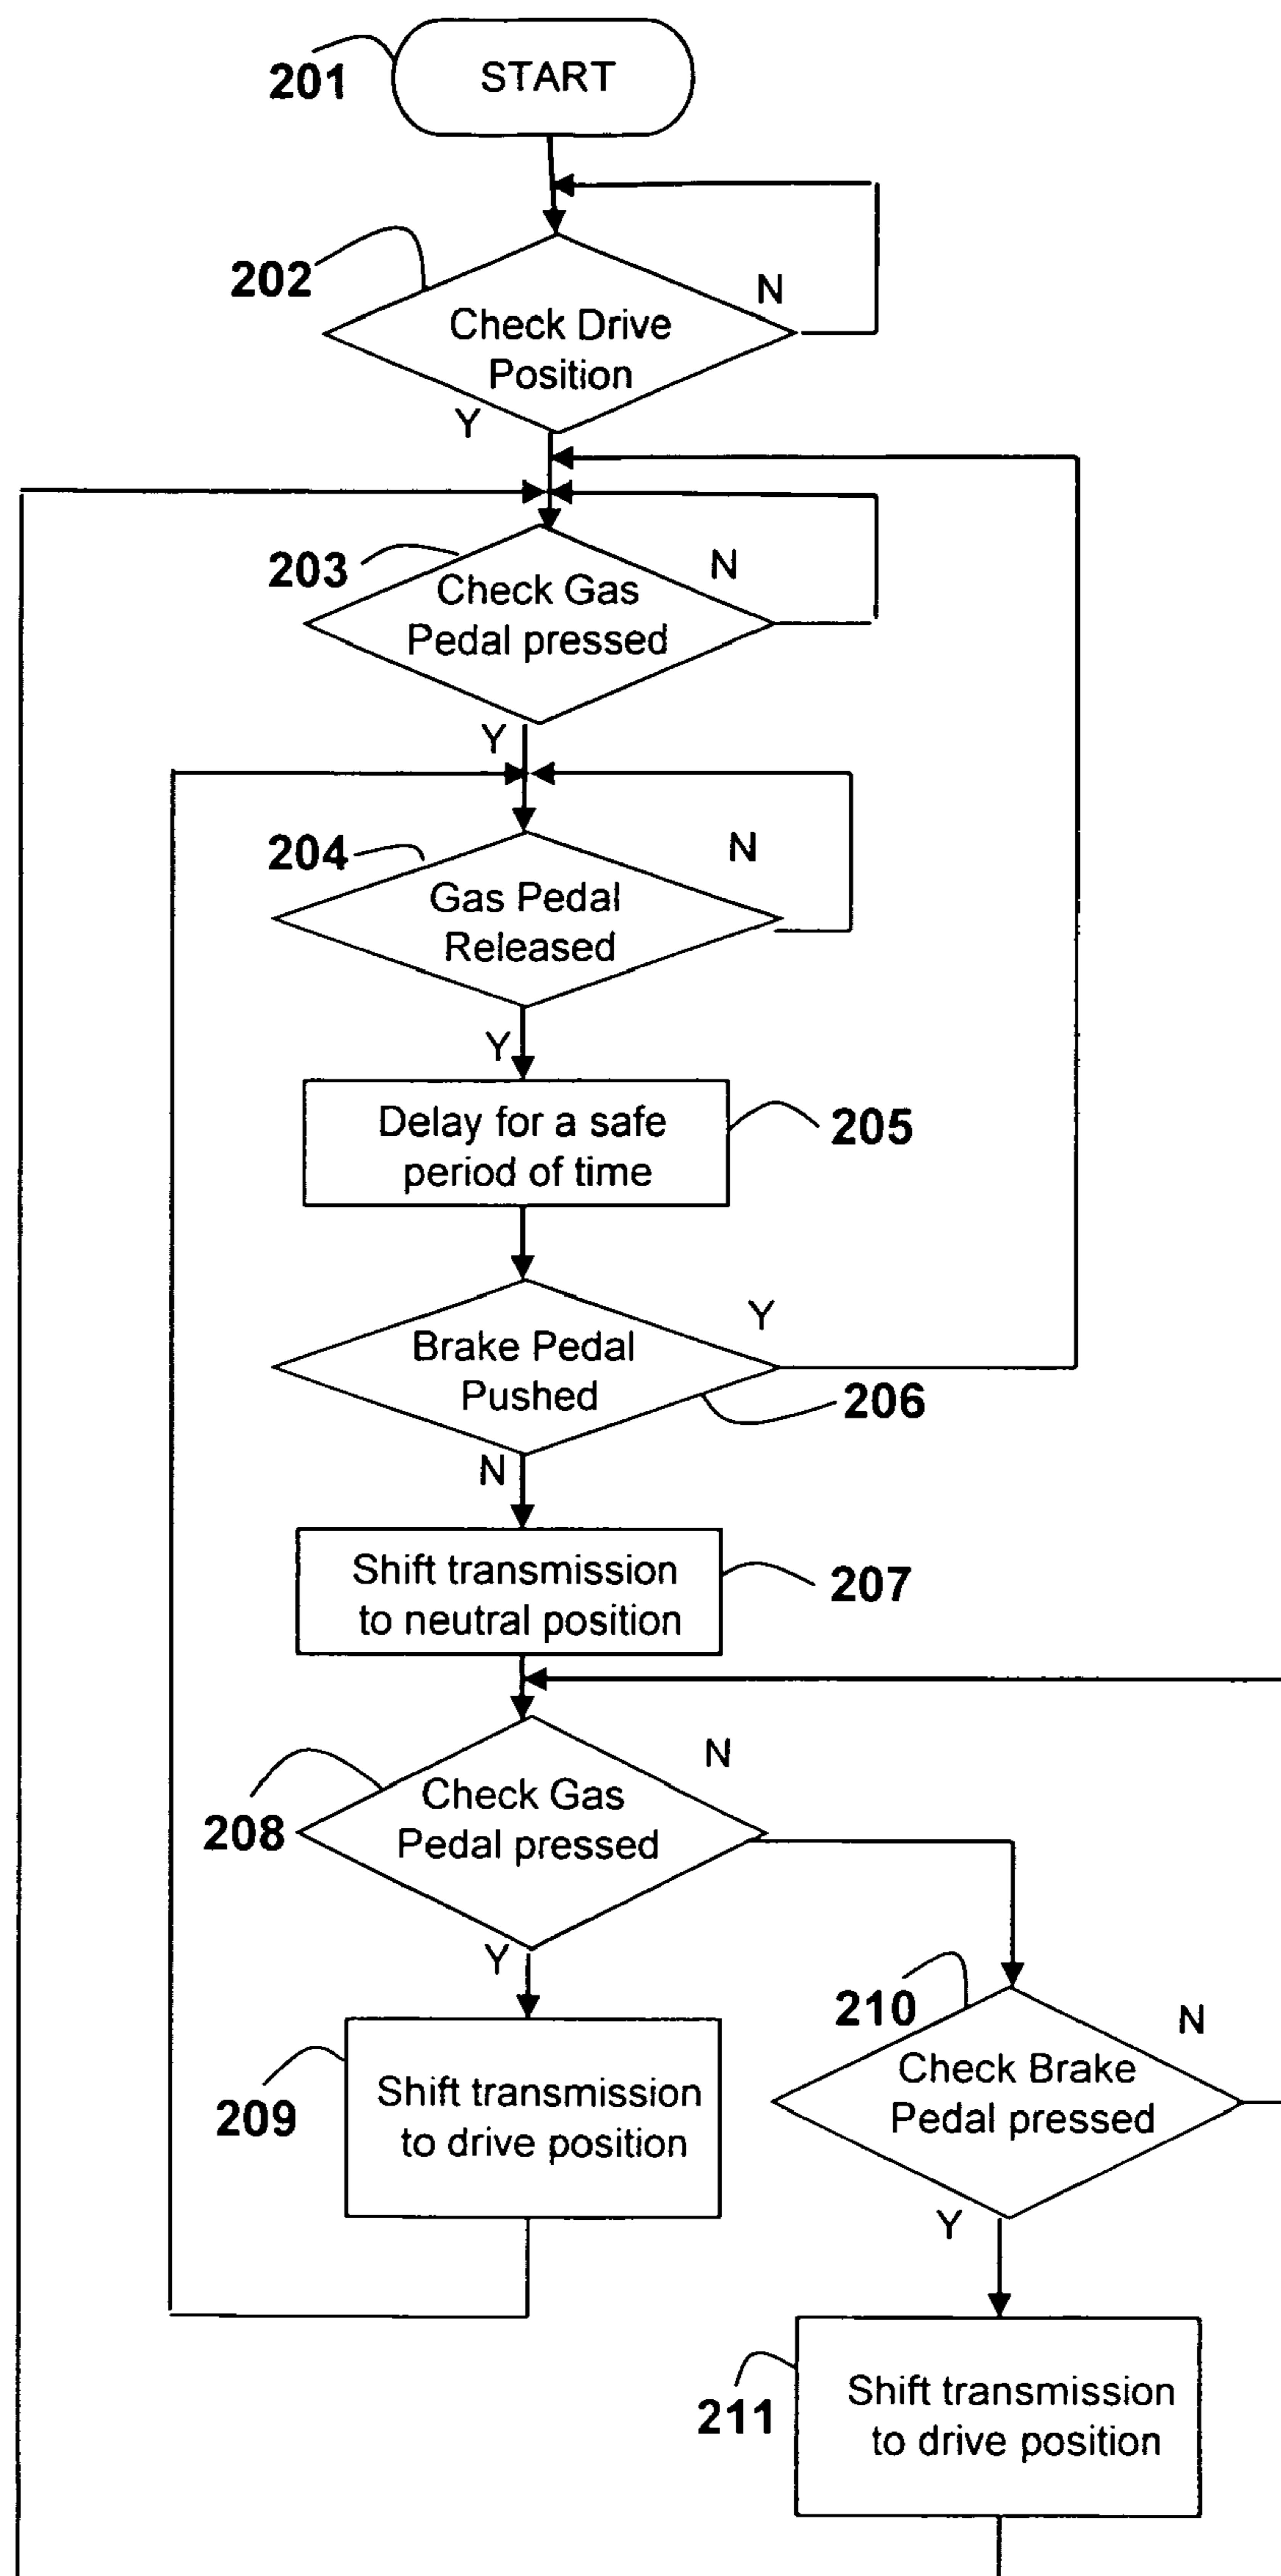 START
201
202
N
Check Drive
Position
Y
203
N
Check Gas
Pedal pressed
Y
204
N
Gas Pedal
Released
Y
Delay for a safe
period of time
205
Y
Brake Pedal
Pushed
206
N
Shift transmission
to neutral position
207
N
Check Gas
Pedal pressed
208
Y
210
N
Check Brake
Pedal pressed
Shift transmission
to drive position
209
Y
Shift transmission
to drive position
211